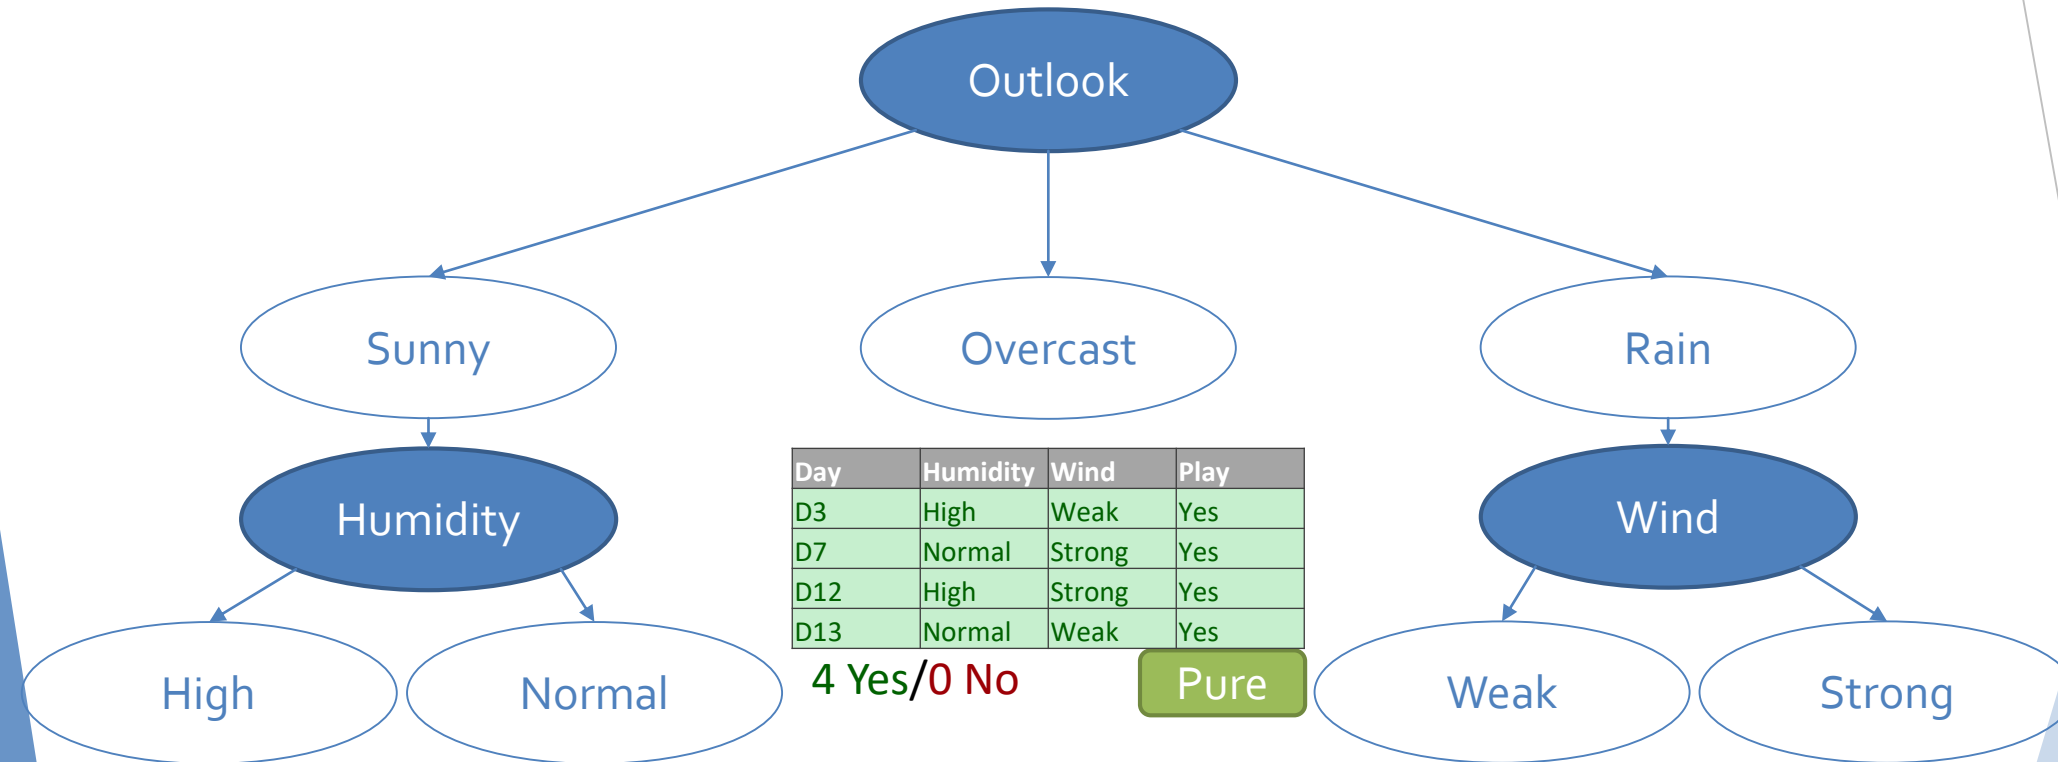 Outlook
Sunny
Overcast
Rain
Humidity
Day Humidity Wind Play
D3 High Weak Yes
D7 Normal Strong Yes
D12 High Strong Yes
D13 Normal Weak Yes
4 Yes/0 No
Pure
Wind
High
Normal
Weak
Strong